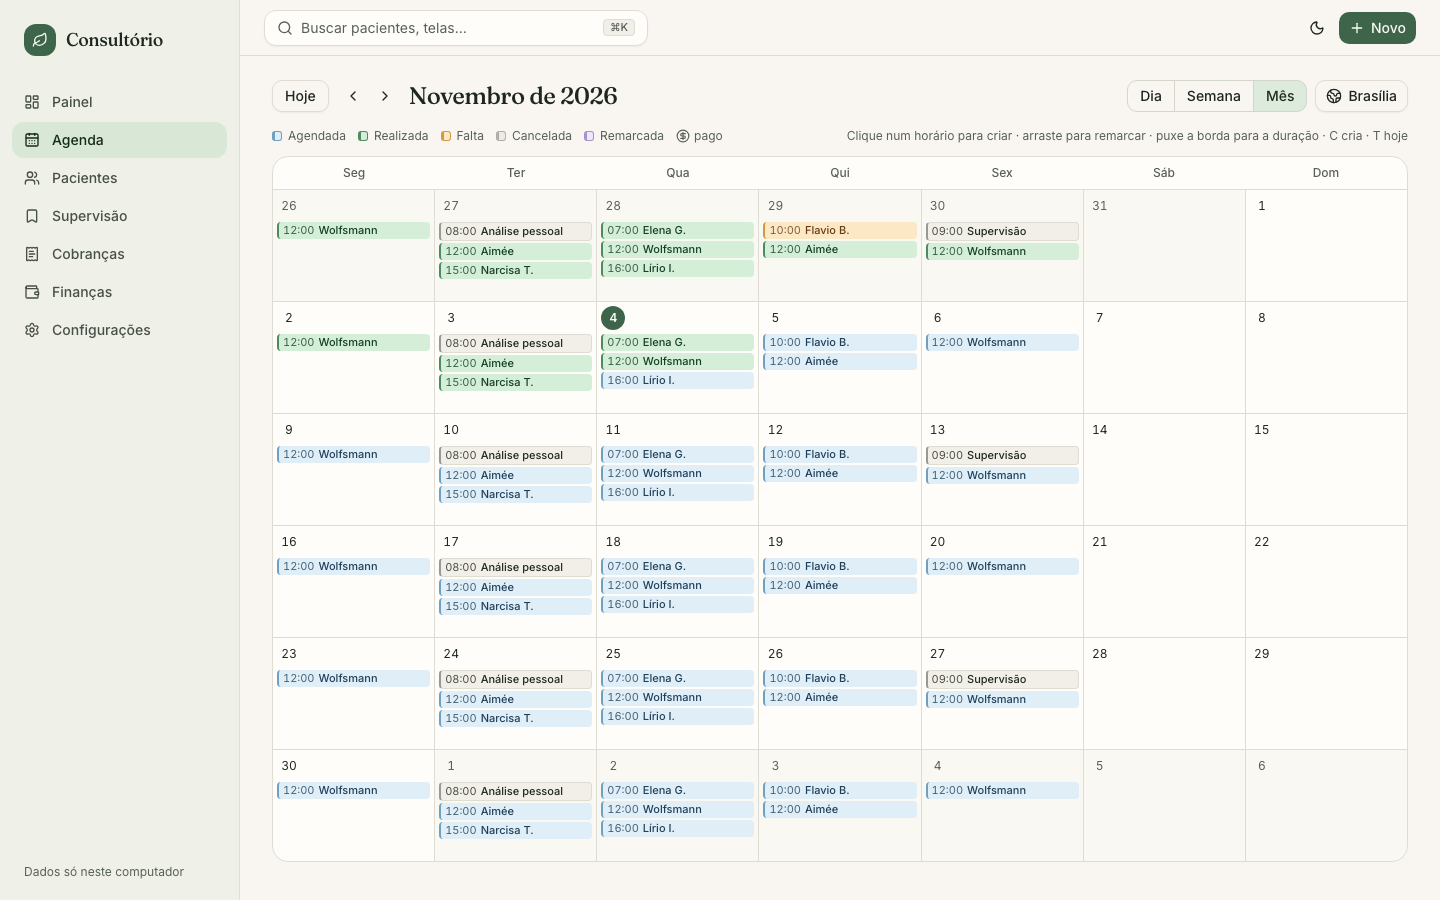 Consultório
Buscar pacientes, telas...
⌘K
Novo
Painel
Agenda
Pacientes
Supervisão
Cobranças
Finanças
Configurações
Dados só neste computador
Hoje
Novembro de 2026
Dia Semana Mês
Brasília
Agendada Realizada Falta Cancelada Remarcada pago
Clique num horário para criar · arraste para remarcar · puxe a borda para a duração · C cria · T hoje
Seg Ter Qua Qui Sex Sáb Dom
26
12:00 Wolfsmann
27
08:00 Análise pessoal
12:00 Aimée
15:00 Narcisa T.
28
07:00 Elena G.
12:00 Wolfsmann
16:00 Lírio I.
29
10:00 Flavio B.
12:00 Aimée
30
09:00 Supervisão
12:00 Wolfsmann
31
1
2
12:00 Wolfsmann
3
08:00 Análise pessoal
12:00 Aimée
15:00 Narcisa T.
4
07:00 Elena G.
12:00 Wolfsmann
16:00 Lírio I.
5
10:00 Flavio B.
12:00 Aimée
6
12:00 Wolfsmann
7
8
9
12:00 Wolfsmann
10
08:00 Análise pessoal
12:00 Aimée
15:00 Narcisa T.
11
07:00 Elena G.
12:00 Wolfsmann
16:00 Lírio I.
12
10:00 Flavio B.
12:00 Aimée
13
09:00 Supervisão
12:00 Wolfsmann
14
15
16
12:00 Wolfsmann
17
08:00 Análise pessoal
12:00 Aimée
15:00 Narcisa T.
18
07:00 Elena G.
12:00 Wolfsmann
16:00 Lírio I.
19
10:00 Flavio B.
12:00 Aimée
20
12:00 Wolfsmann
21
22
23
12:00 Wolfsmann
24
08:00 Análise pessoal
12:00 Aimée
15:00 Narcisa T.
25
07:00 Elena G.
12:00 Wolfsmann
16:00 Lírio I.
26
10:00 Flavio B.
12:00 Aimée
27
09:00 Supervisão
12:00 Wolfsmann
28
29
30
12:00 Wolfsmann
1
08:00 Análise pessoal
12:00 Aimée
15:00 Narcisa T.
2
07:00 Elena G.
12:00 Wolfsmann
16:00 Lírio I.
3
10:00 Flavio B.
12:00 Aimée
4
12:00 Wolfsmann
5
6